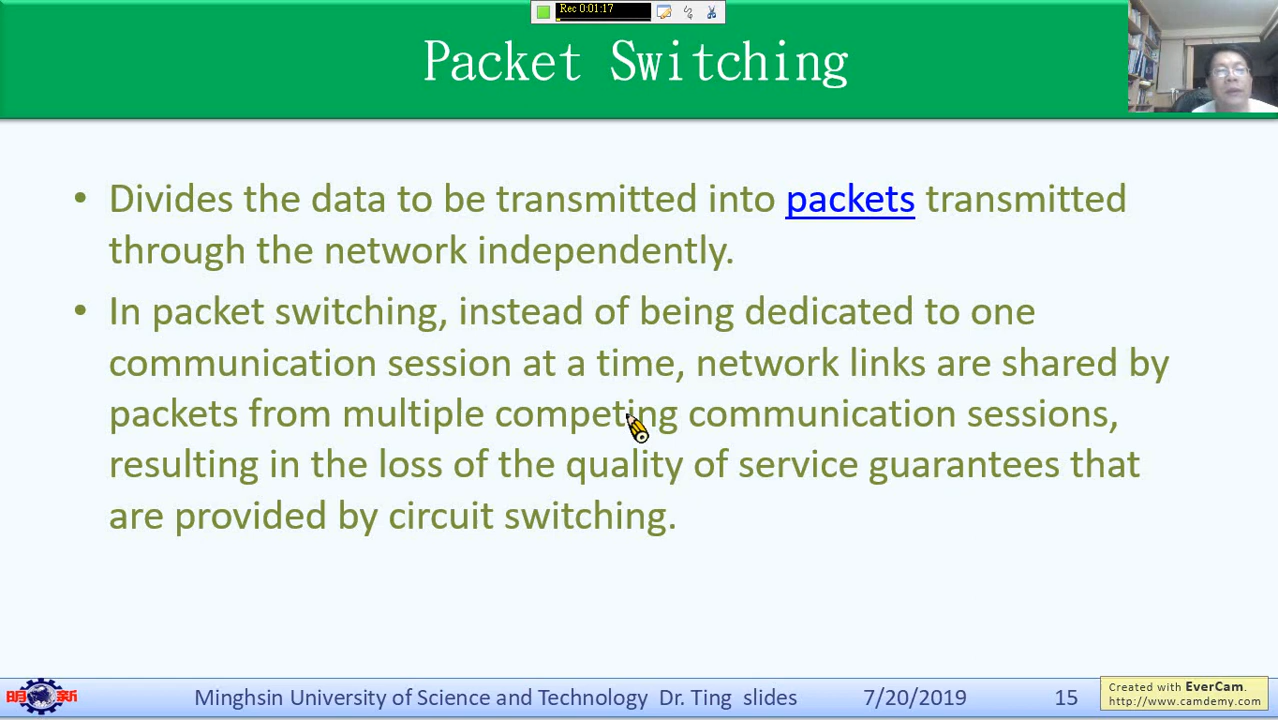 Rec 0:01:17
Packet Switching
• Divides the data to be transmitted into packets transmitted
through the network independently.
• In packet switching, instead of being dedicated to one
communication session at a time, network links are shared by
packets from multiple competing communication sessions,
resulting in the loss of the quality of service guarantees that
are provided by circuit switching.
明新
Minghsin University of Science and Technology Dr. Ting slides
7/20/2019
15
Created with EverCam.
http://www.camdemy.com